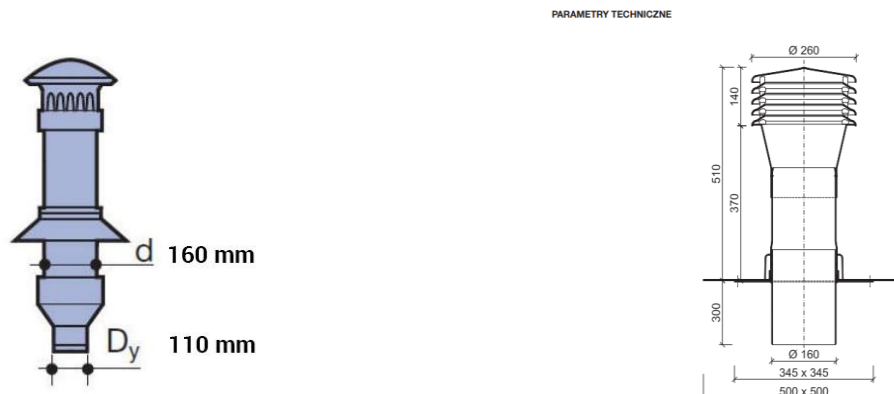 PARAMETRY TECHNICZNE
d 160 mm
Dy 110 mm
Ø 260
140
510
370
300
Ø 160
345 x 345
500 x 500